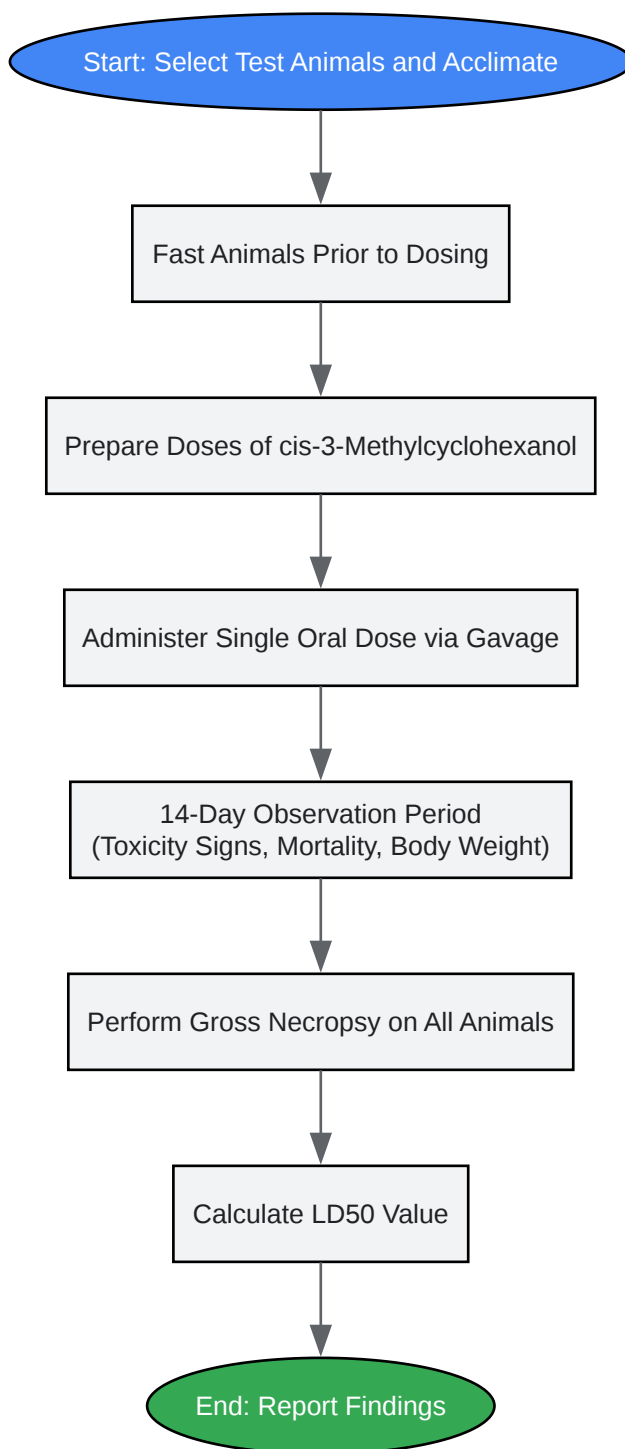 Start: Select Test Animals and Acclimate
Fast Animals Prior to Dosing
Prepare Doses of cis-3-Methylcyclohexanol
Administer Single Oral Dose via Gavage
14-Day Observation Period
(Toxicity Signs, Mortality, Body Weight)
Perform Gross Necropsy on All Animals
Calculate LD50 Value
End: Report Findings